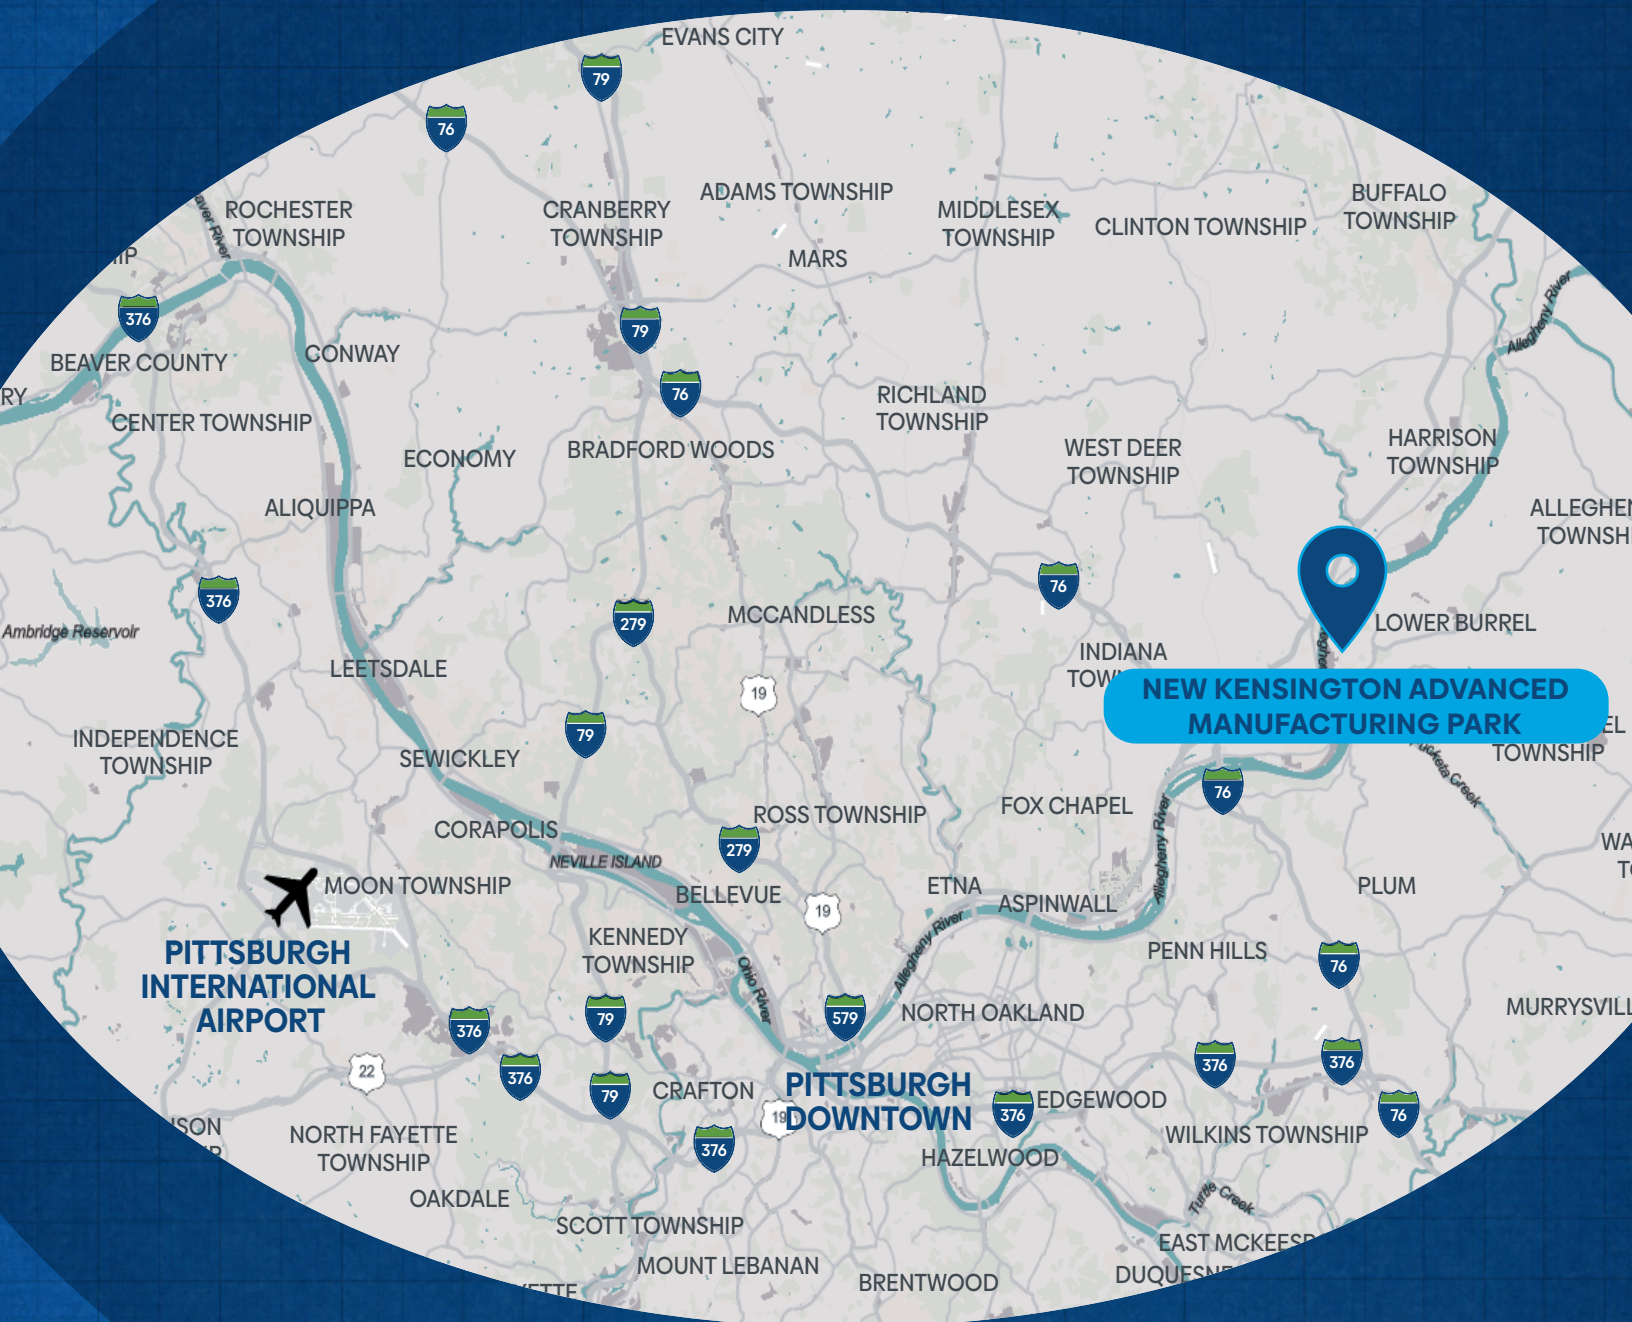 EVANS CITY
79
76
ADAMS TOWNSHIP
ROCHESTER
TOWNSHIP
CRANBERRY
TOWNSHIP
MIDDLESEX
TOWNSHIP
CLINTON TOWNSHIP
BUFFALO
TOWNSHIP
MARS
376
79
Allegheny River
BEAVER COUNTY
CONWAY
76
RICHLAND
TOWNSHIP
CENTER TOWNSHIP
ECONOMY
BRADFORD WOODS
WEST DEER
TOWNSHIP
HARRISON
TOWNSHIP
ALIQUIPPA
376
76
279
MCCANDLESS
LOWER BURREL
Ambridge Reservoir
LEETSDALE
INDIANA
19
NEW KENSINGTON ADVANCED
MANUFACTURING PARK
79
INDEPENDENCE
TOWNSHIP
SEWICKLEY
TOWNSHIP
76
ROSS TOWNSHIP
FOX CHAPEL
CORAPOLIS
279
Allegheny River
NEVILLE ISLAND
MOON TOWNSHIP
BELLEVUE
ETNA
ASPINWALL
PLUM
19
PITTSBURGH
INTERNATIONAL
AIRPORT
KENNEDY
TOWNSHIP
Allegheny River
PENN HILLS
76
Ohio River
376
79
579
NORTH OAKLAND
22
376
79
CRAFTON
PITTSBURGH
DOWNTOWN
19
376
EDGEWOOD
376
376
76
NORTH FAYETTE
TOWNSHIP
376
HAZELWOOD
WILKINS TOWNSHIP
OAKDALE
Turtle Creek
SCOTT TOWNSHIP
EAST
MOUNT LEBANAN
BRENTWOOD